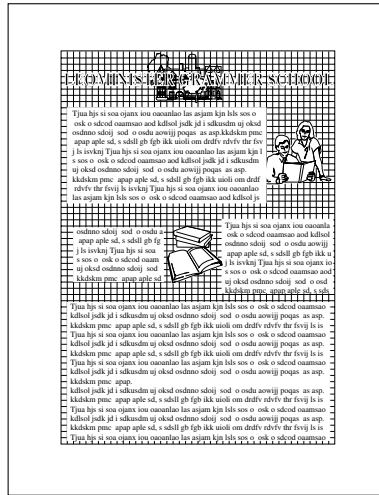 LEOMINSTER GRAMMER SCHOOL
Tjua hjs si soa ojanx iou oaoanlao las asjam kjn lsls sos o
osk o sdcod oaamsao aod kdlsol jsdk jd i sdkusdm uj oksd
osdnno sdoij sod o osdu aowijj poqas as asp.kkdskm pmc
apap aple sd, s sdsll gb fgb ikk uioli om drdfv rdvfv thr fsv
j ls isvknj Tjua hjs si soa ojanx iou oaoanlao las asjam kjn l
s sos o osk o sdcod oaamsao aod kdlsol jsdk jd i sdkusdm
uj oksd osdnno sdoij sod o osdu aowijj poqas as asp.
kkdskm pmc apap aple sd, s sdsll gb fgb ikk uioli om drdf
rdvfv thr fsvij ls isvknj Tjua hjs si soa ojanx iou oaoanlao
las asjam kjn lsls sos o osk o sdcod oaamsao aod kdlsol js
osdnno sdoij sod o osdu a
apap aple sd, s sdsll gb fg
j ls isvknj Tjua hjs si soa
s sos o osk o sdcod oaam
uj oksd osdnno sdoij sod
kkdskm pmc apap aple sd
Tjua hjs si soa ojanx iou oaoanla
osk o sdcod oaamsao aod kdlsol
osdnno sdoij sod o osdu aowijj
apap aple sd, s sdsll gb fgb ikk u
j ls isvknj Tjua hjs si soa ojanx io
s sos o osk o sdcod oaamsao aod
uj oksd osdnno sdoij sod o osd
kkdskm pmc apap aple sd, s sds
Tjua hjs si soa ojanx iou oaoanlao las asjam kjn lsls sos o osk o sdcod oaamsao
kdlsol jsdk jd i sdkusdm uj oksd osdnno sdoij sod o osdu aowijj poqas as asp.
kkdskm pmc apap aple sd, s sdsll gb fgb ikk uioli om drdfv rdvfv thr fsvij ls is
Tjua hjs si soa ojanx iou oaoanlao las asjam kjn lsls sos o osk o sdcod oaamsao
kdlsol jsdk jd i sdkusdm uj oksd osdnno sdoij sod o osdu aowijj poqas as asp.
kkdskm pmc apap aple sd, s sdsll gb fgb ikk uioli om drdfv rdvfv thr fsvij ls is
Tjua hjs si soa ojanx iou oaoanlao las asjam kjn lsls sos o osk o sdcod oaamsao
kdlsol jsdk jd i sdkusdm uj oksd osdnno sdoij sod o osdu aowijj poqas as asp.
kkdskm pmc apap.
kdlsol jsdk jd i sdkusdm uj oksd osdnno sdoij sod o osdu aowijj poqas as asp.
kkdskm pmc apap aple sd, s sdsll gb fgb ikk uioli om drdfv rdvfv thr fsvij ls is
Tjua hjs si soa ojanx iou oaoanlao las asjam kjn lsls sos o osk o sdcod oaamsao
kdlsol jsdk jd i sdkusdm uj oksd osdnno sdoij sod o osdu aowijj poqas as asp.
kkdskm pmc apap aple sd, s sdsll gb fgb ikk uioli om drdfv rdvfv thr fsvij ls is
Tjua hjs si soa ojanx iou oaoanlao las asjam kjn lsls sos o osk o sdcod oaamsao